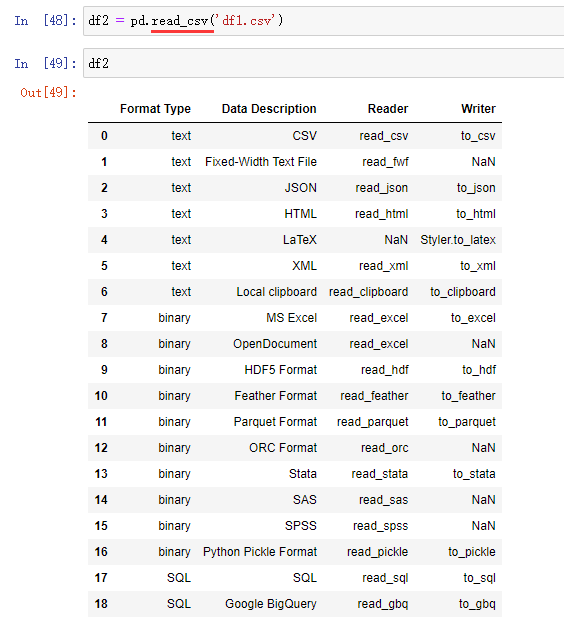 In [48]: df2 = pd.read_csv('df1.csv')
In [49]: df2
Out[49]:
Format Type Data Description Reader Writer
0 text CSV read_csv to_csv
1 text Fixed-Width Text File read_fwf NaN
2 text JSON read_json to_json
3 text HTML read_html to_html
4 text LaTeX NaN Styler.to_latex
5 text XML read_xml to_xml
6 text Local clipboard read_clipboard to_clipboard
7 binary MS Excel read_excel to_excel
8 binary OpenDocument read_excel NaN
9 binary HDF5 Format read_hdf to_hdf
10 binary Feather Format read_feather to_feather
11 binary Parquet Format read_parquet to_parquet
12 binary ORC Format read_orc NaN
13 binary Stata read_stata to_stata
14 binary SAS read_sas NaN
15 binary SPSS read_spss NaN
16 binary Python Pickle Format read_pickle to_pickle
17 SQL SQL read_sql to_sql
18 SQL Google BigQuery read_gbq to_gbq